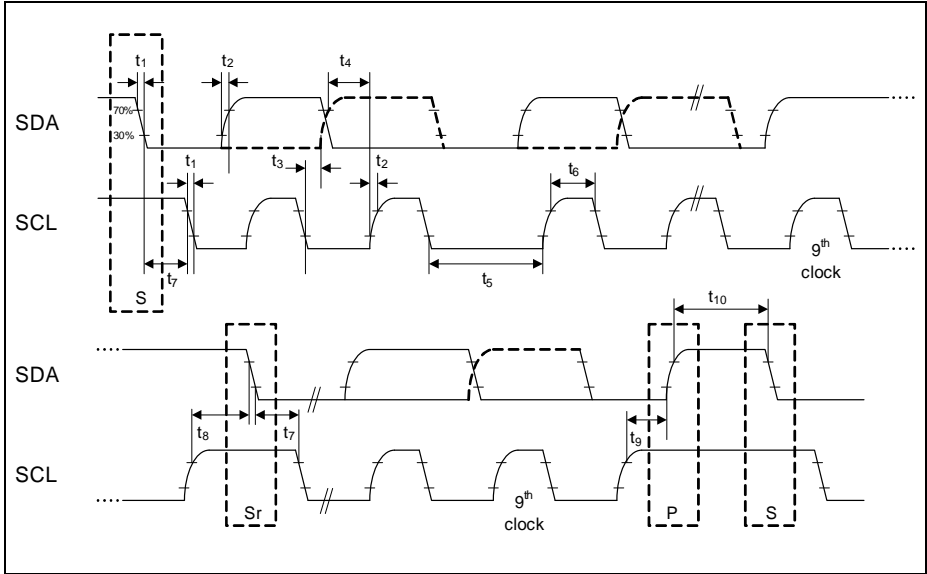 t1 t2 t4
SDA
70%
30%
t1 t3 t2 t6
SCL
t7 t5 9th
clock
S
t10
SDA
t8 t7 t9
SCL
Sr 9th
clock P S